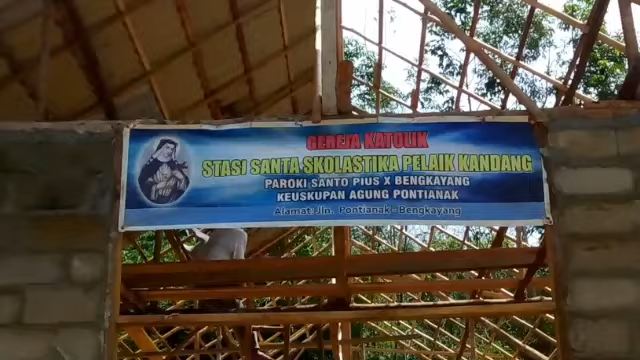 GEREJA KATOLIK
STASI SANTA SKOLASTIKA PELAIK KANDANG
PAROKI SANTO PIUS X BENGKAYANG
KEUSKUPAN AGUNG PONTIANAK
Alamat:Jln. Pontianak - Bengkayang